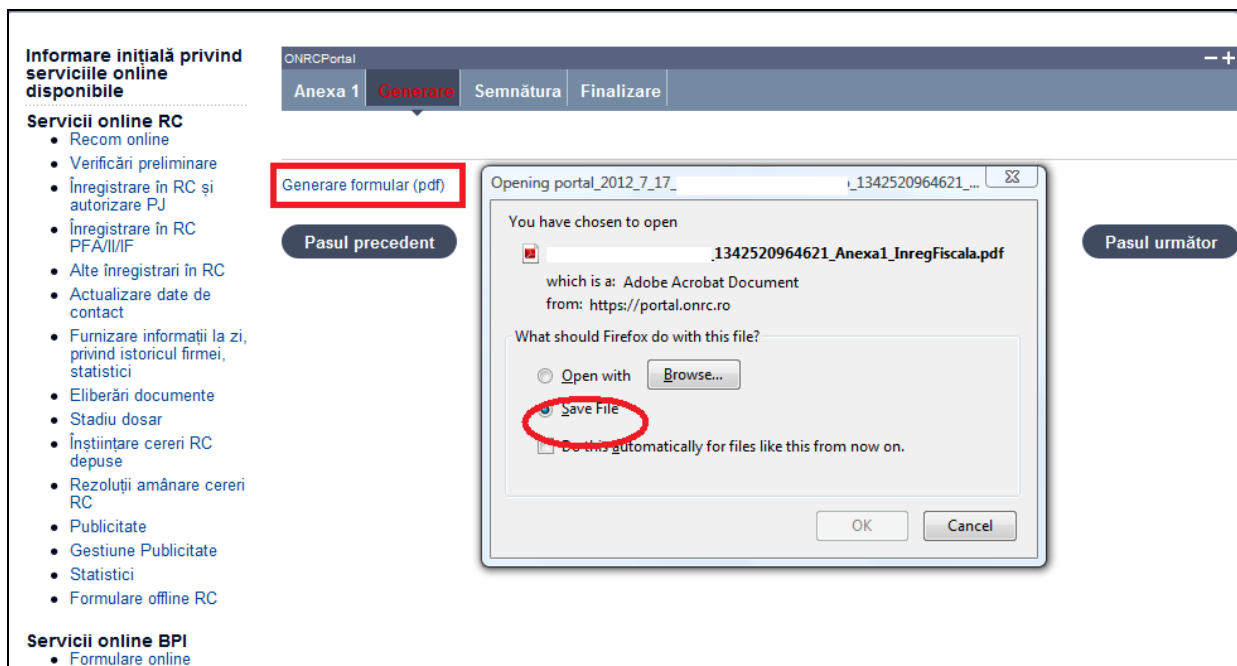 Informare inițială privind
serviciile online
disponibile
Servicii online RC
Recom online
Verificări preliminare
Înregistrare în RC și
autorizare PJ
Înregistrare în RC
PFA/II/IF
Alte înregistrari în RC
Actualizare date de
contact
Furnizare informații la zi,
privind istoricul firmei,
statistici
Eliberări documente
Stadiu dosar
Înștiințare cereri RC
depuse
Rezoluții amânare cereri
RC
Publicitate
Gestiune Publicitate
Statistici
Formulare offline RC
Servicii online BPI
Formulare online
ONRCPortal
Anexa 1 Generare Semnătura Finalizare
Generare formular (pdf)
Pasul precedent
Pasul următor
Opening portal_2012_7_17_ _1342520964621_...
You have chosen to open
_1342520964621_Anexa1_InregFiscala.pdf
which is a: Adobe Acrobat Document
from: https://portal.onrc.ro
What should Firefox do with this file?
Open with Browse...
Save File
Do this automatically for files like this from now on.
OK Cancel